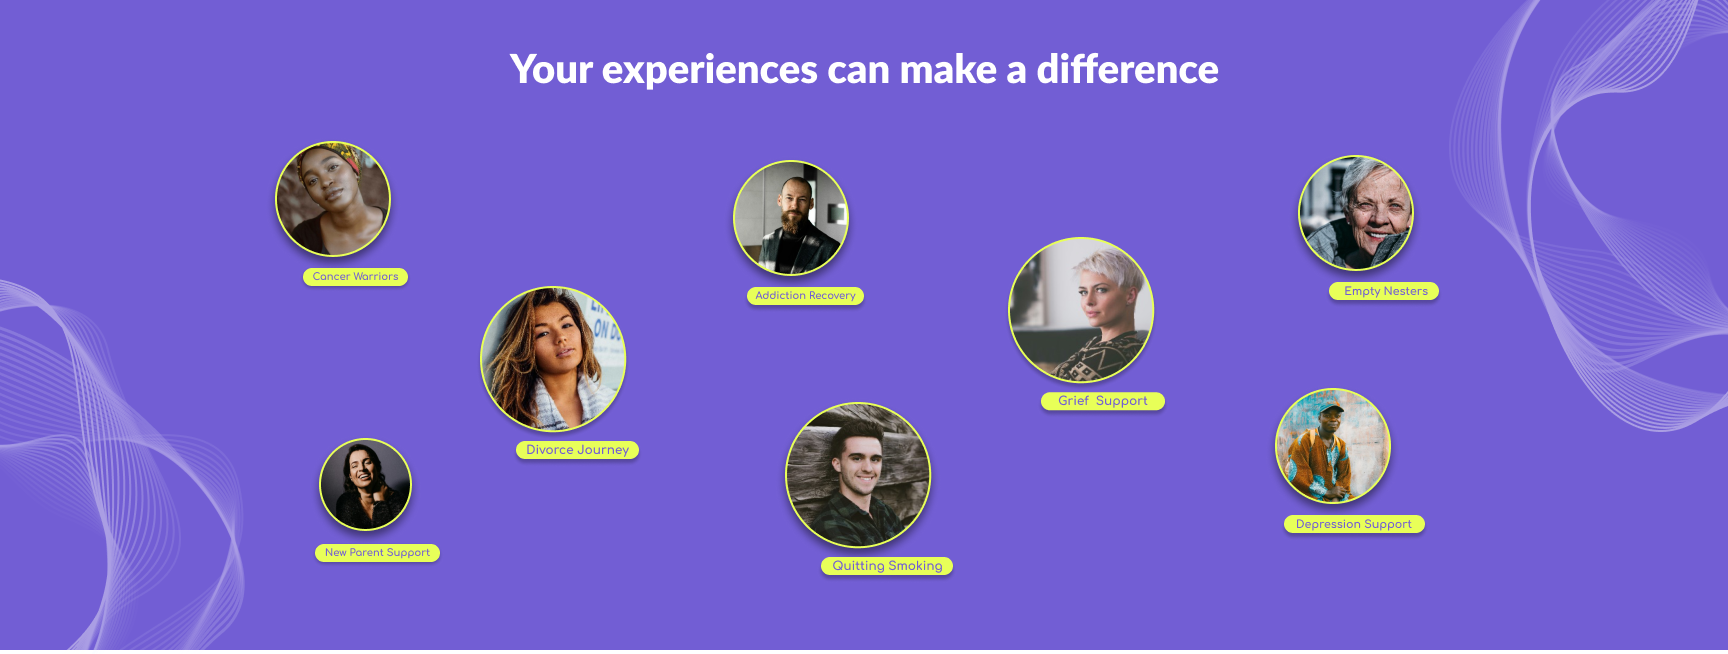 Your experiences can make a difference
Cancer Warriors
Addiction Recovery
Empty Nesters
ON
Grief Support
Divorce Journey
Depression Support
New Parent Support
Quitting Smoking